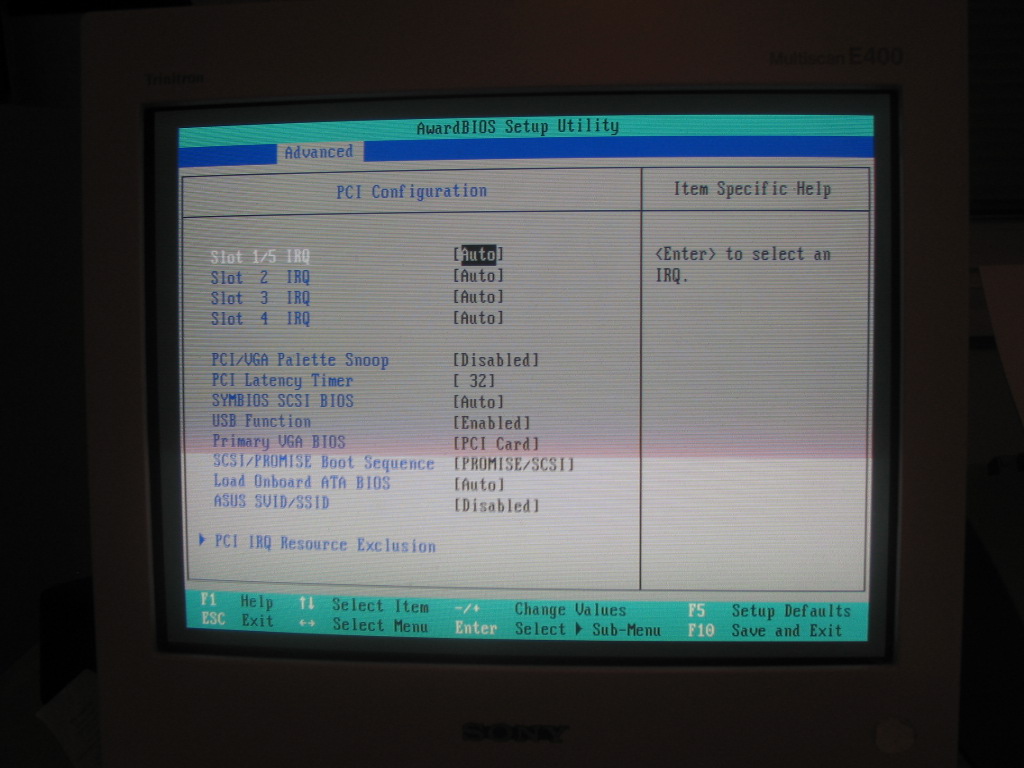 Trinitron
Multiscan E400
AwardBIOS Setup Utility
Advanced
PCI Configuration
Item Specific Help
Slot 1/5 IRQ [Auto]
Slot 2 IRQ [Auto]
Slot 3 IRQ [Auto]
Slot 4 IRQ [Auto]
<Enter> to select an
IRQ.
PCI/VGA Palette Snoop [Disabled]
PCI Latency Timer [ 32]
SYMBIOS SCSI BIOS [Auto]
USB Function [Enabled]
Primary VGA BIOS [PCI Card]
SCSI/PROMISE Boot Sequence [PROMISE/SCSI]
Load Onboard ATA BIOS [Auto]
ASUS SVID/SSID [Disabled]
PCI IRQ Resource Exclusion
F1 Help ↑↓ Select Item -/+ Change Values F5 Setup Defaults
ESC Exit ↔ Select Menu Enter Select ▶ Sub-Menu F10 Save and Exit
SONY